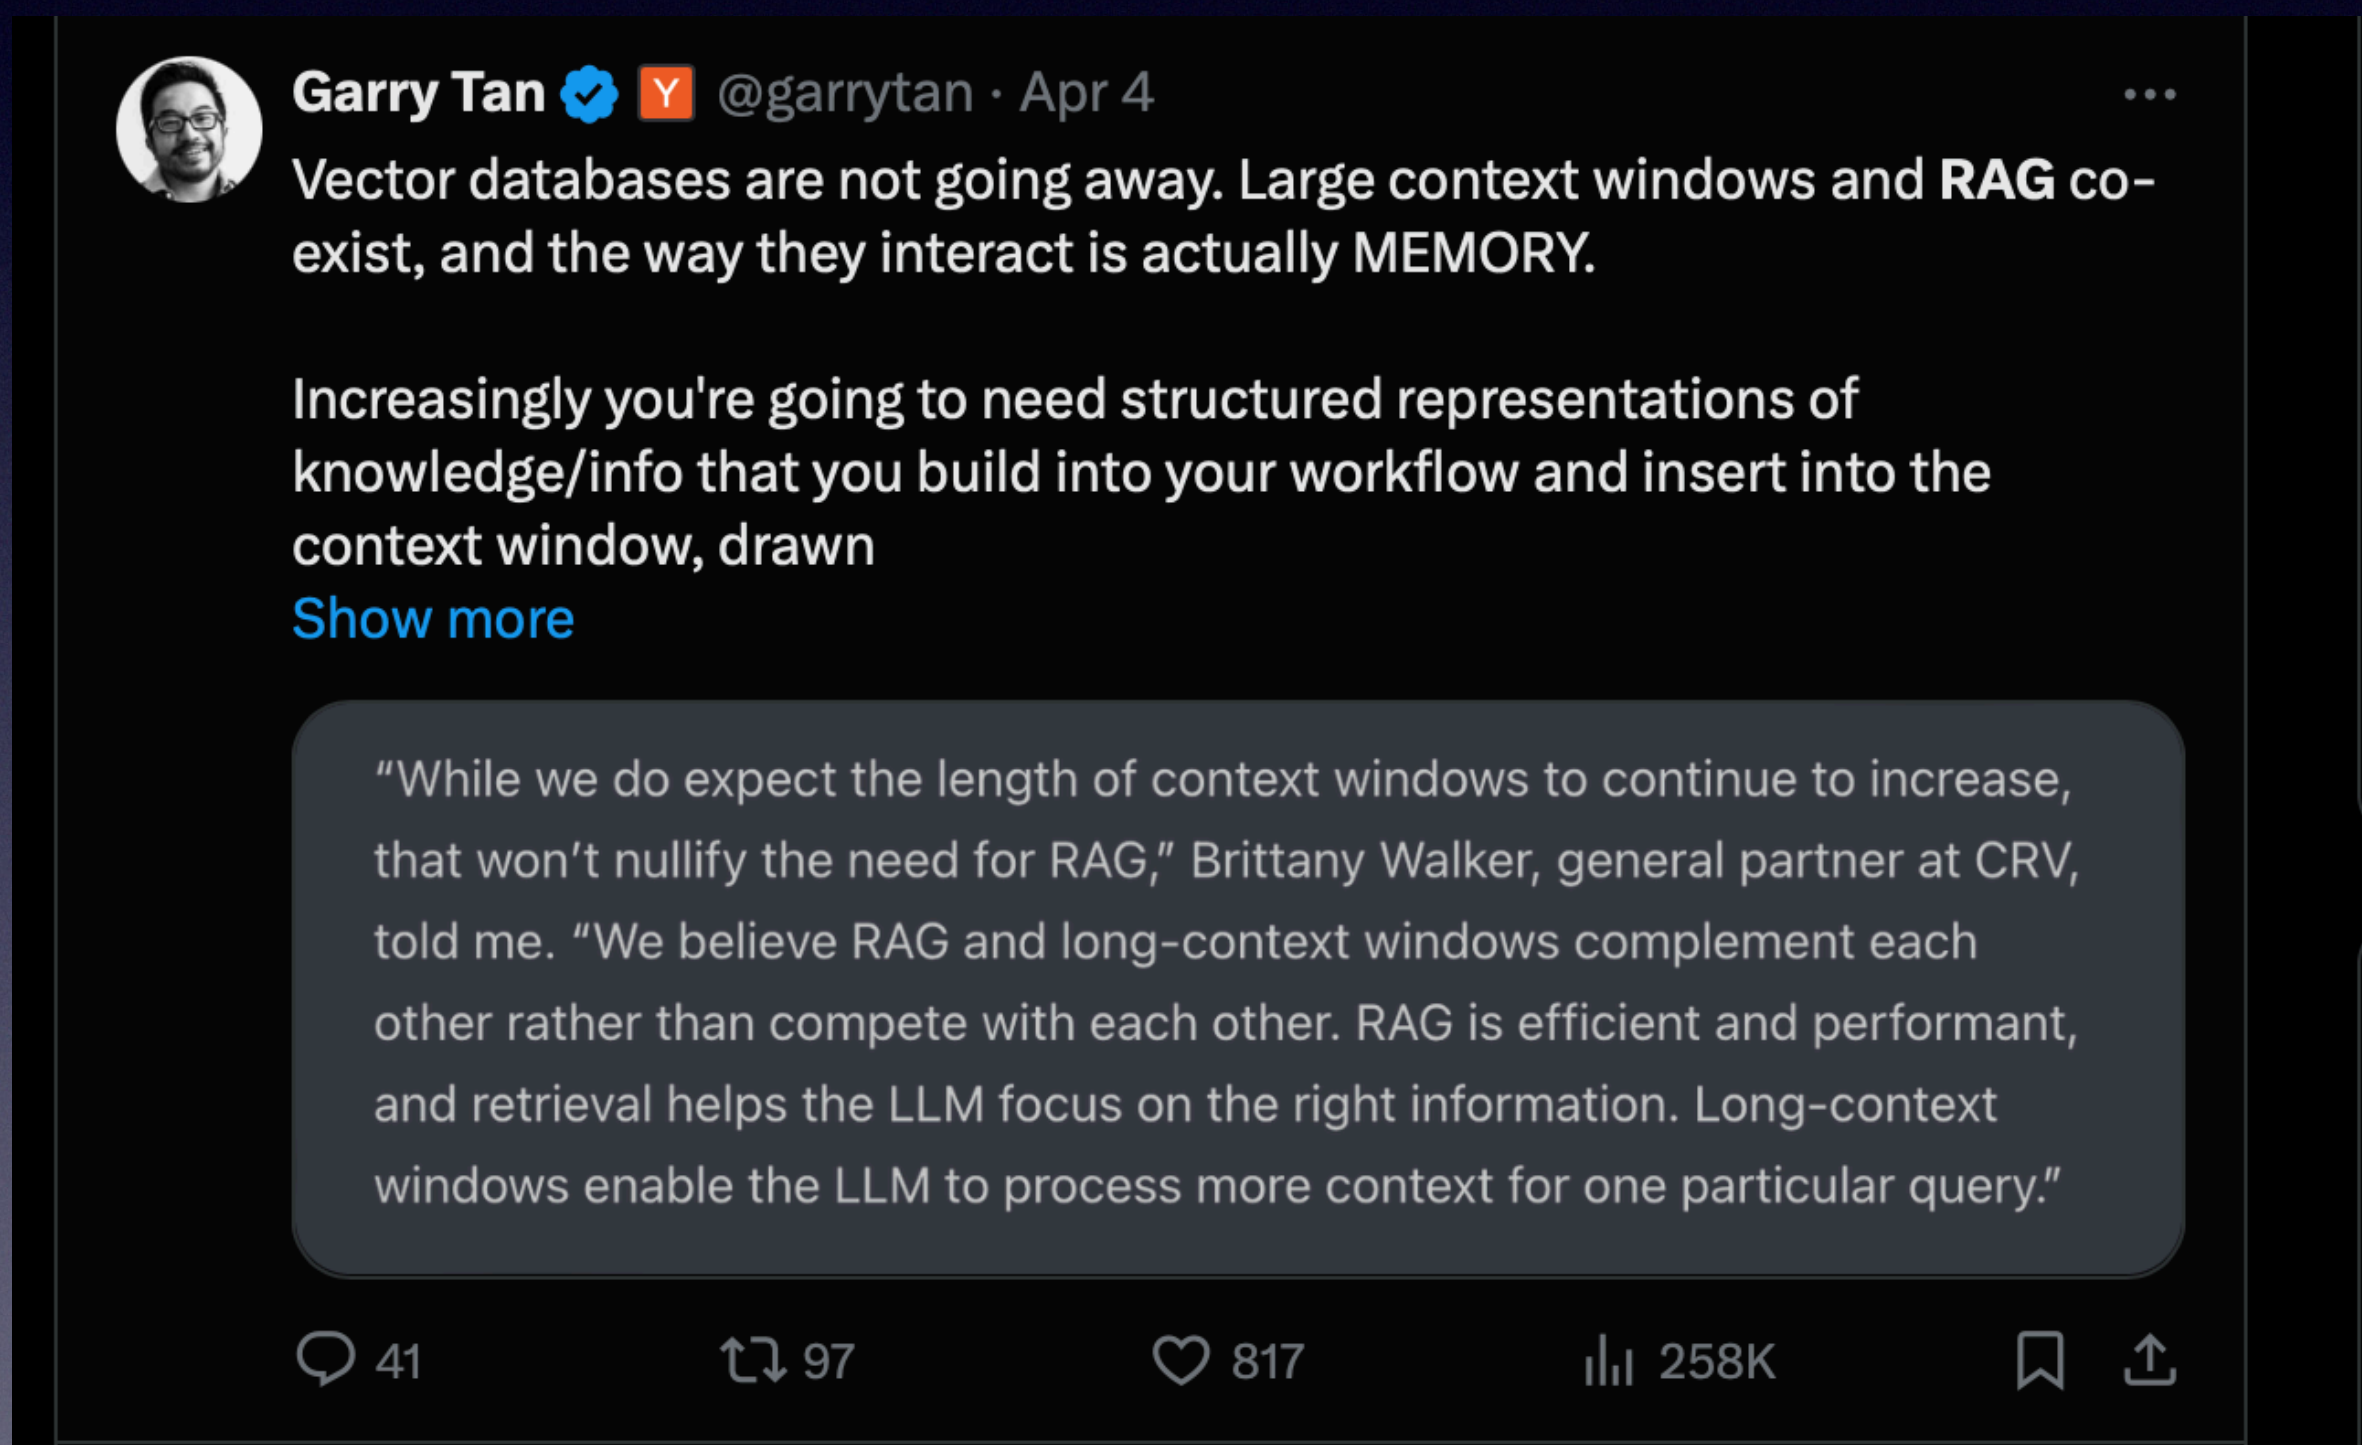 Garry Tan Y @garrytan · Apr 4
Vector databases are not going away. Large context windows and RAG co-
exist, and the way they interact is actually MEMORY.
Increasingly you're going to need structured representations of
knowledge/info that you build into your workflow and insert into the
context window, drawn
Show more
“While we do expect the length of context windows to continue to increase,
that won’t nullify the need for RAG,” Brittany Walker, general partner at CRV,
told me. “We believe RAG and long-context windows complement each
other rather than compete with each other. RAG is efficient and performant,
and retrieval helps the LLM focus on the right information. Long-context
windows enable the LLM to process more context for one particular query.”
41 97 817 258K